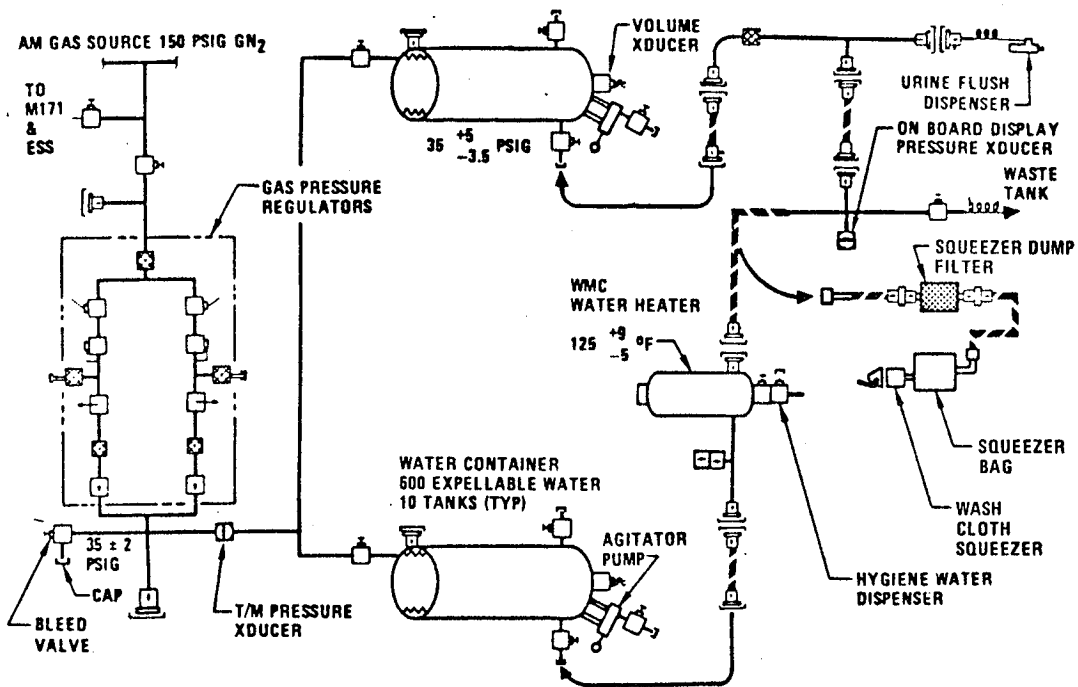 AM GAS SOURCE 150 PSIG GN2
TO
M171
&
ESS
GAS PRESSURE
REGULATORS
35 ± 2
PSIG
CAP
BLEED
VALVE
T/M PRESSURE
XDUCER
VOLUME
XDUCER
35 +5 -3.5 PSIG
URINE FLUSH
DISPENSER
ON BOARD DISPLAY
PRESSURE XDUCER
WASTE
TANK
SQUEEZER DUMP
FILTER
WMC
WATER HEATER
125 +9 -5 °F
WATER CONTAINER
600 EXPELLABLE WATER
10 TANKS (TYP)
AGITATOR
PUMP
SQUEEZER
BAG
WASH
CLOTH
SQUEEZER
HYGIENE WATER
DISPENSER